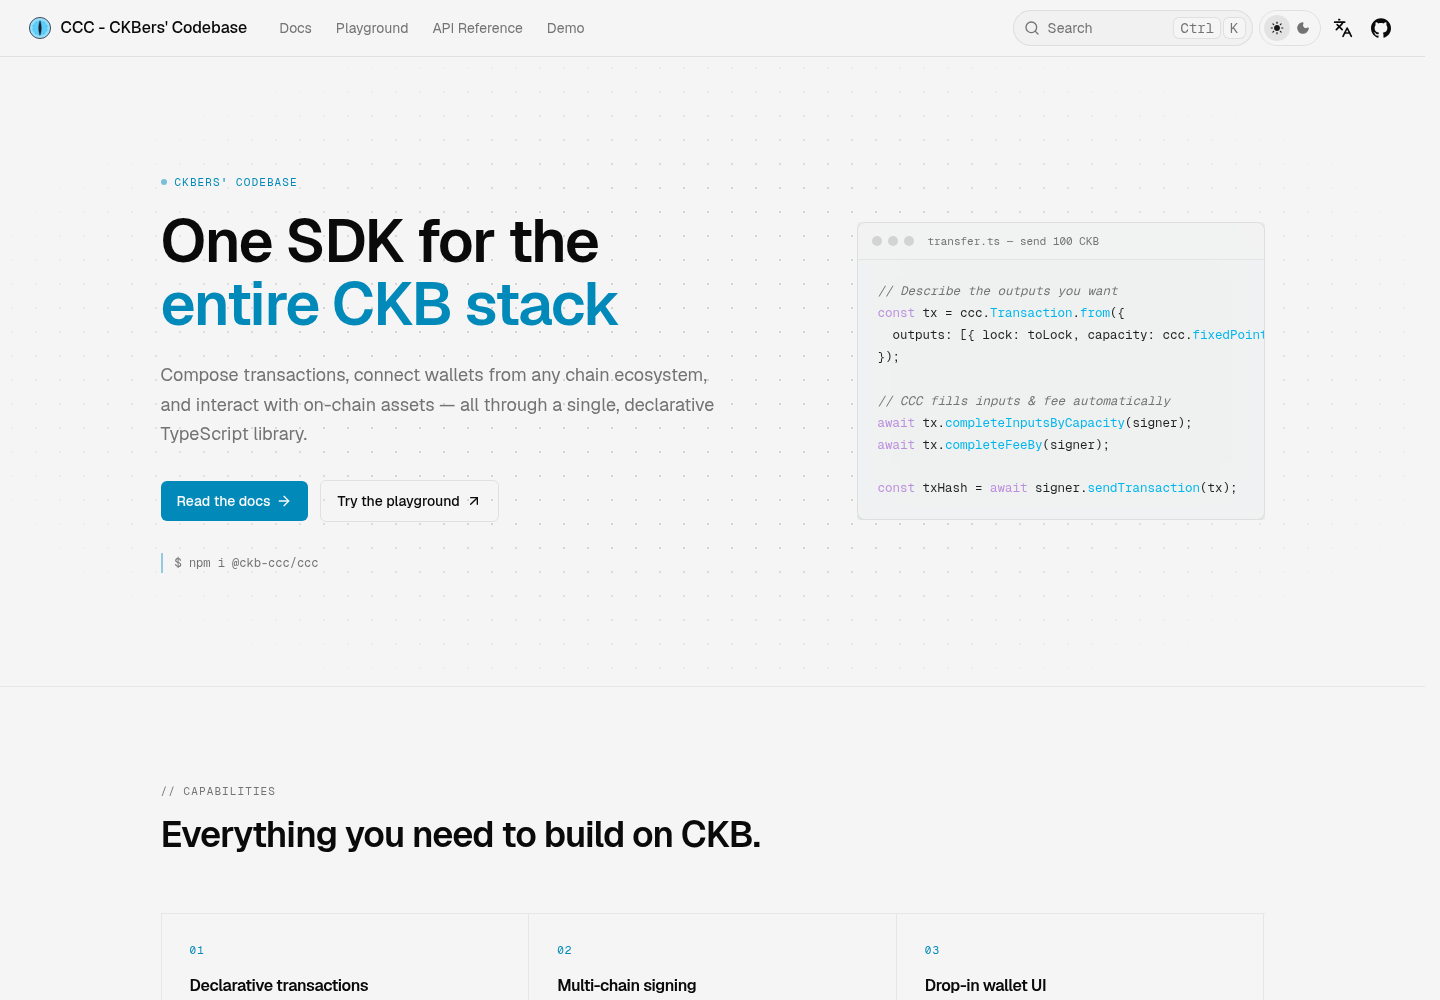 CCC - CKBers' Codebase
Docs
Playground
API Reference
Demo
Search
Ctrl
K
CKBERS' CODEBASE
One SDK for the
entire CKB stack
Compose transactions, connect wallets from any chain ecosystem,
and interact with on-chain assets — all through a single, declarative
TypeScript library.
Read the docs →
Try the playground
$ npm i @ckb-ccc/ccc
transfer.ts — send 100 CKB
// Describe the outputs you want
const tx = ccc.Transaction.from({
outputs: [{ lock: toLock, capacity: ccc.fixedPoint
});
// CCC fills inputs & fee automatically
await tx.completeInputsByCapacity(signer);
await tx.completeFeeBy(signer);
const txHash = await signer.sendTransaction(tx);
// CAPABILITIES
Everything you need to build on CKB.
01
Declarative transactions
02
Multi-chain signing
03
Drop-in wallet UI